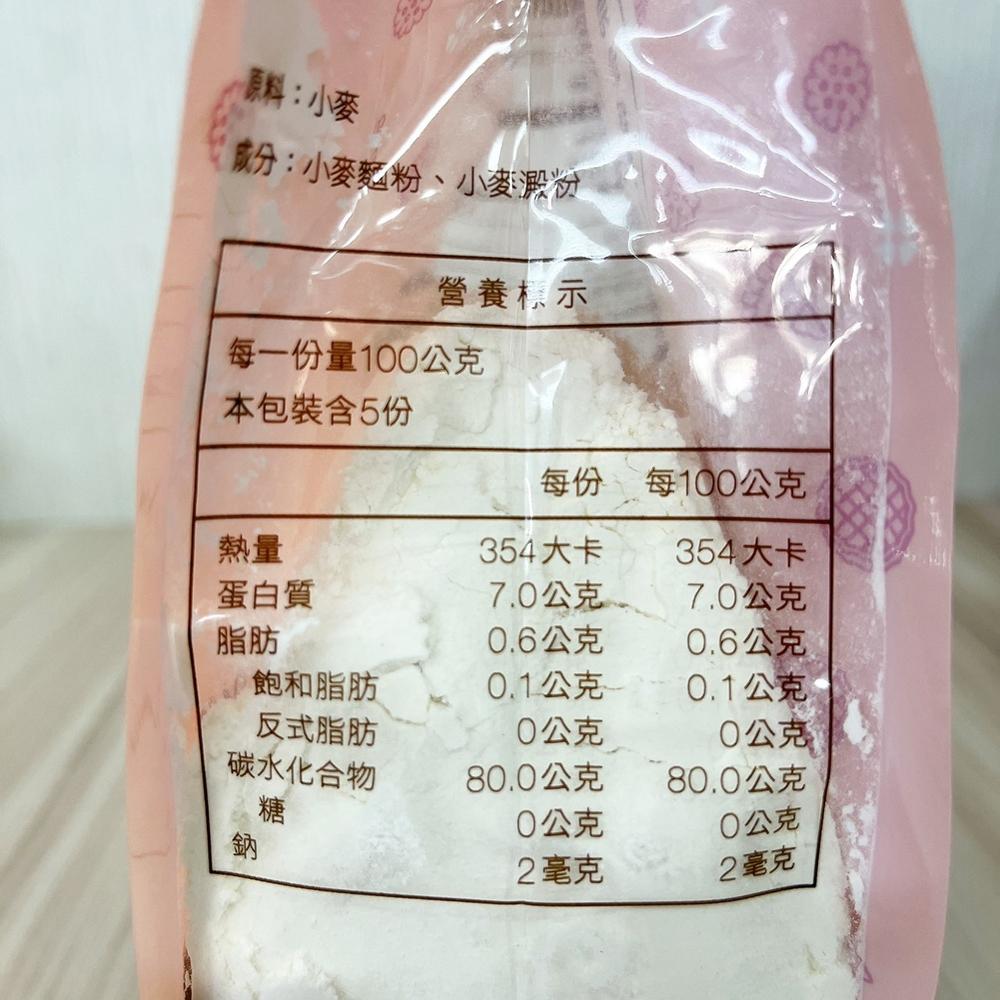 原料：小麥
成分：小麥麵粉、小麥澱粉
營養標示
每一份量100公克
本包裝含5份
每份 每100公克
熱量 354大卡 354大卡
蛋白質 7.0公克 7.0公克
脂肪 0.6公克 0.6公克
飽和脂肪 0.1公克 0.1公克
反式脂肪 0公克 0公克
碳水化合物 80.0公克 80.0公克
糖 0公克 0公克
鈉 2毫克 2毫克